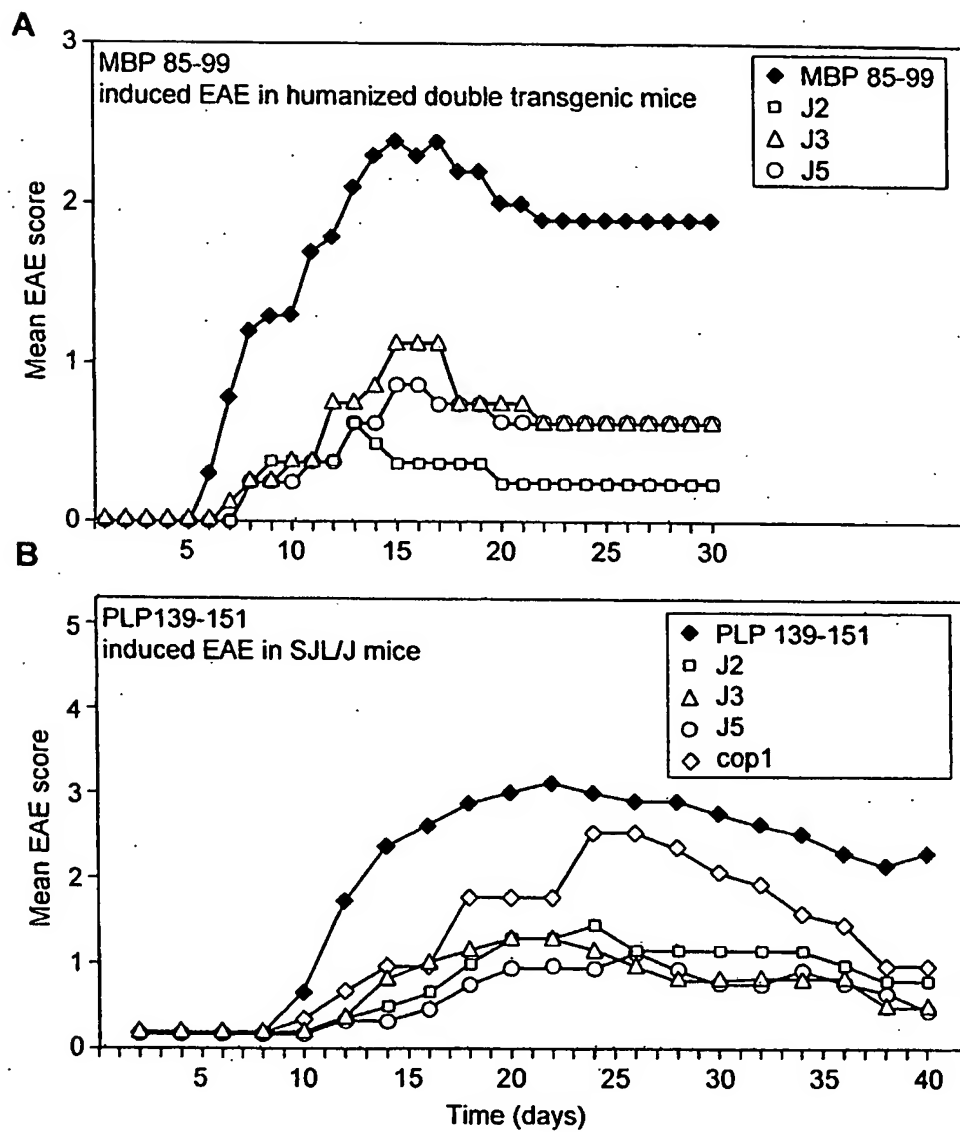 A
3
MBP 85-99
induced EAE in humanized double transgenic mice
MBP 85-99
J2
J3
J5
2
1
0
Mean EAE score
5 10 15 20 25 30
B
5
PLP139-151
induced EAE in SJL/J mice
PLP 139-151
J2
J3
J5
cop1
4
3
2
1
0
Mean EAE score
5 10 15 20 25 30 35 40
Time (days)